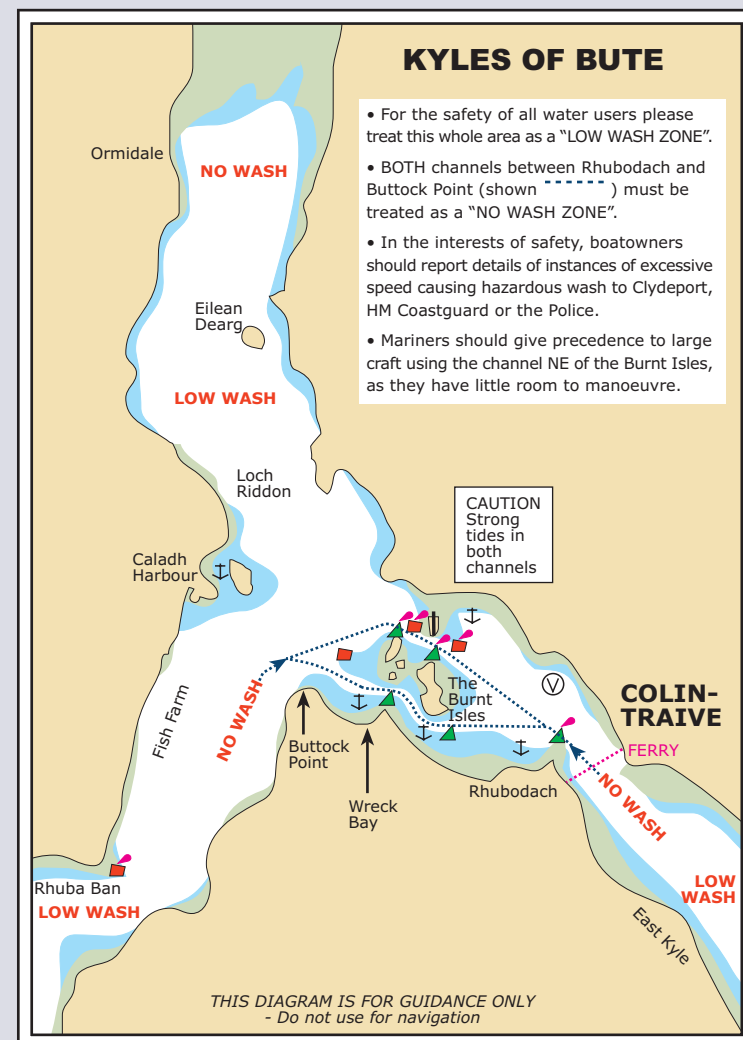 KYLES OF BUTE
• For the safety of all water users please
treat this whole area as a “LOW WASH ZONE”.
• BOTH channels between Rhubodach and
Buttock Point (shown - - - - - - - ) must be
treated as a “NO WASH ZONE”.
• In the interests of safety, boatowners
should report details of instances of excessive
speed causing hazardous wash to Clydeport,
HM Coastguard or the Police.
• Mariners should give precedence to large
craft using the channel NE of the Burnt Isles,
as they have little room to manoeuvre.
Ormidale
NO WASH
Eilean
Dearg
LOW WASH
Loch
Riddon
CAUTION
Strong
tides in
both
channels
Caladh
Harbour
Fish Farm
NO WASH
Buttock
Point
Wreck
Bay
The
Burnt
Isles
V
COLIN-
TRAIVE
FERRY
Rhubodach
NO WASH
LOW
WASH
East Kyle
Rhuba Ban
LOW WASH
THIS DIAGRAM IS FOR GUIDANCE ONLY
- Do not use for navigation